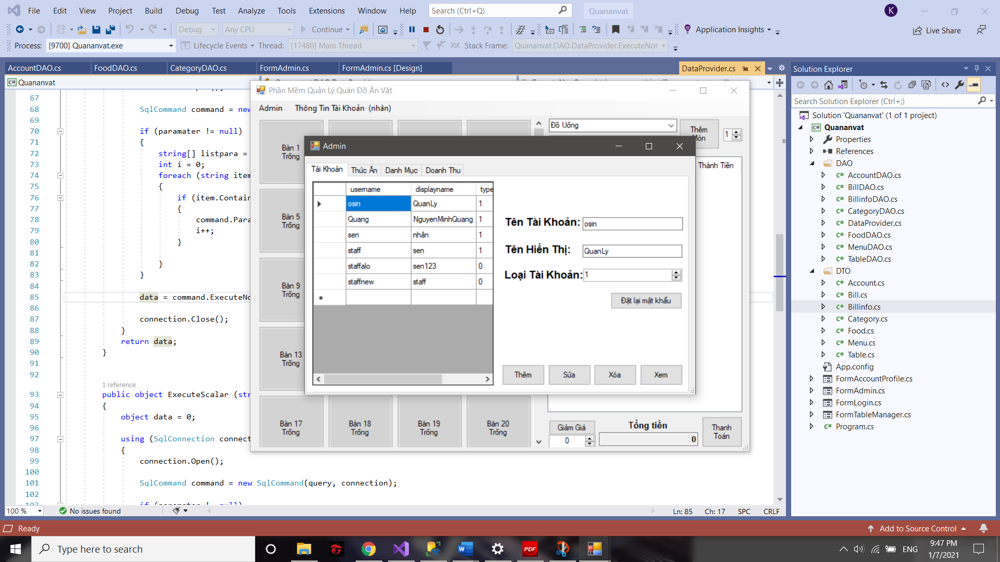 File Edit View Project Build Debug Test Analyze Tools Extensions Window Help Search (Ctrl+Q) Quananvat K
Debug Any CPU Continue Application Insights Live Share
Process: [9700] Quananvat.exe Lifecycle Events Thread: [17480] Main Thread Stack Frame: Quananvat.DAO.DataProvider.ExecuteNor
AccountDAO.cs FoodDAO.cs CategoryDAO.cs FormAdmin.cs FormAdmin.cs [Design] DataProvider.cs
Quananvat
67
68 SqlCommand command = new
69
70 if (paramater != null)
71 {
72 string[] listpara =
73 int i = 0;
74 foreach (string item
75 {
76 if (item.Contain
77 {
78 command.Para
79 i++;
80 }
81
82 }
83 }
84
85 data = command.ExecuteNo
86
87 connection.Close();
88 }
89 return data;
90 }
91
92
1 reference
93 public object ExecuteScalar (str
94 {
95 object data = 0;
96
97 using (SqlConnection connect
98 {
99 connection.Open();
100
101 SqlCommand command = new SqlCommand(query, connection);
102
100 % No issues found Ln: 85 Ch: 17 SPC CRLF
Phần Mềm Quản Lý Quán Đồ Ăn Vặt
Admin Thông Tin Tài Khoản (nhân)
Bàn 1
Trống
Bàn 5
Trống
Bàn 9
Trống
Bàn 13
Trống
Bàn 17
Trống
Bàn 18
Trống
Bàn 19
Trống
Bàn 20
Trống
Đồ Uống
Thêm
Món
1
Thành Tiền
Giảm Giá
0
Tổng tiền
0
Thanh
Toán
Admin
Tài Khoản Thức Ăn Danh Mục Doanh Thu
username displayname type
osin QuanLy 1
Quang NguyenMinhQuang 1
sen nhân 1
staff sen 1
staffalo sen123 0
staffnew staff 0
Tên Tài Khoản: osin
Tên Hiển Thị: QuanLy
Loại Tài Khoản: 1
Đặt lại mật khẩu
Thêm Sửa Xóa Xem
Solution Explorer
Search Solution Explorer (Ctrl+;)
Solution 'Quananvat' (1 of 1 project)
Quananvat
Properties
References
DAO
AccountDAO.cs
BillDAO.cs
BillinfoDAO.cs
CategoryDAO.cs
DataProvider.cs
FoodDAO.cs
MenuDAO.cs
TableDAO.cs
DTO
Account.cs
Bill.cs
Billinfo.cs
Category.cs
Food.cs
Menu.cs
Table.cs
App.config
FormAccountProfile.cs
FormAdmin.cs
FormLogin.cs
FormTableManager.cs
Program.cs
Ready Add to Source Control
Type here to search
PDF
ENG
9:47 PM
1/7/2021